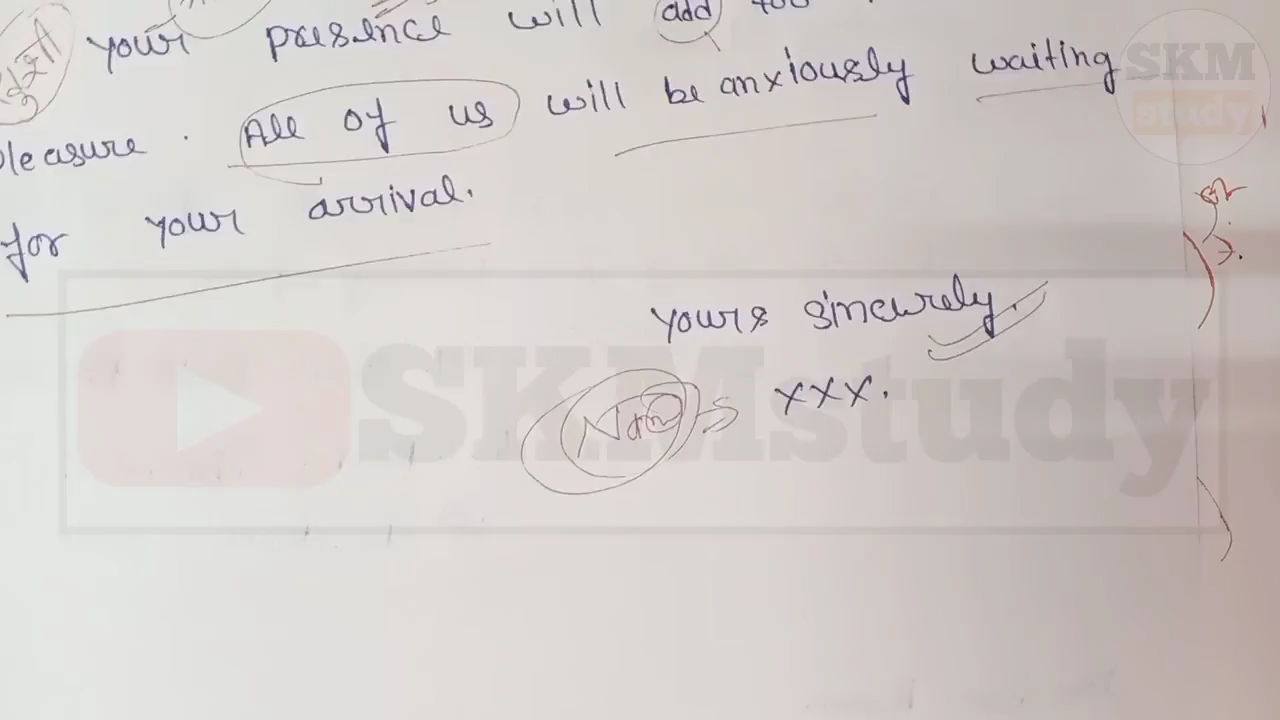 your presence will add
pleasure. All of us will be anxiously waiting
for your arrival.
Yours sincerely.
XXX.
SKM
study
SKMstudy